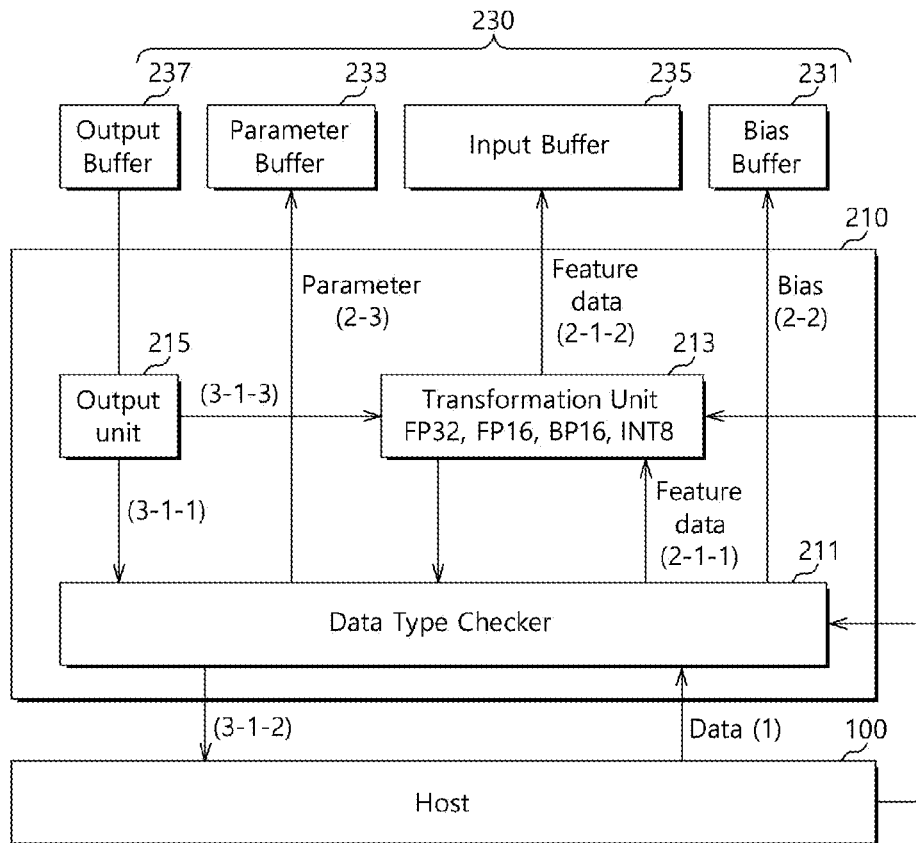 230
237
233
235
231
Output
Buffer
Parameter
Buffer
Input Buffer
Bias
Buffer
210
Parameter
(2-3)
Feature
data
(2-1-2)
Bias
(2-2)
215
213
Output
unit
(3-1-3)
Transformation Unit
FP32, FP16, BP16, INT8
(3-1-1)
Feature
data
(2-1-1)
211
Data Type Checker
(3-1-2)
Data (1)
100
Host